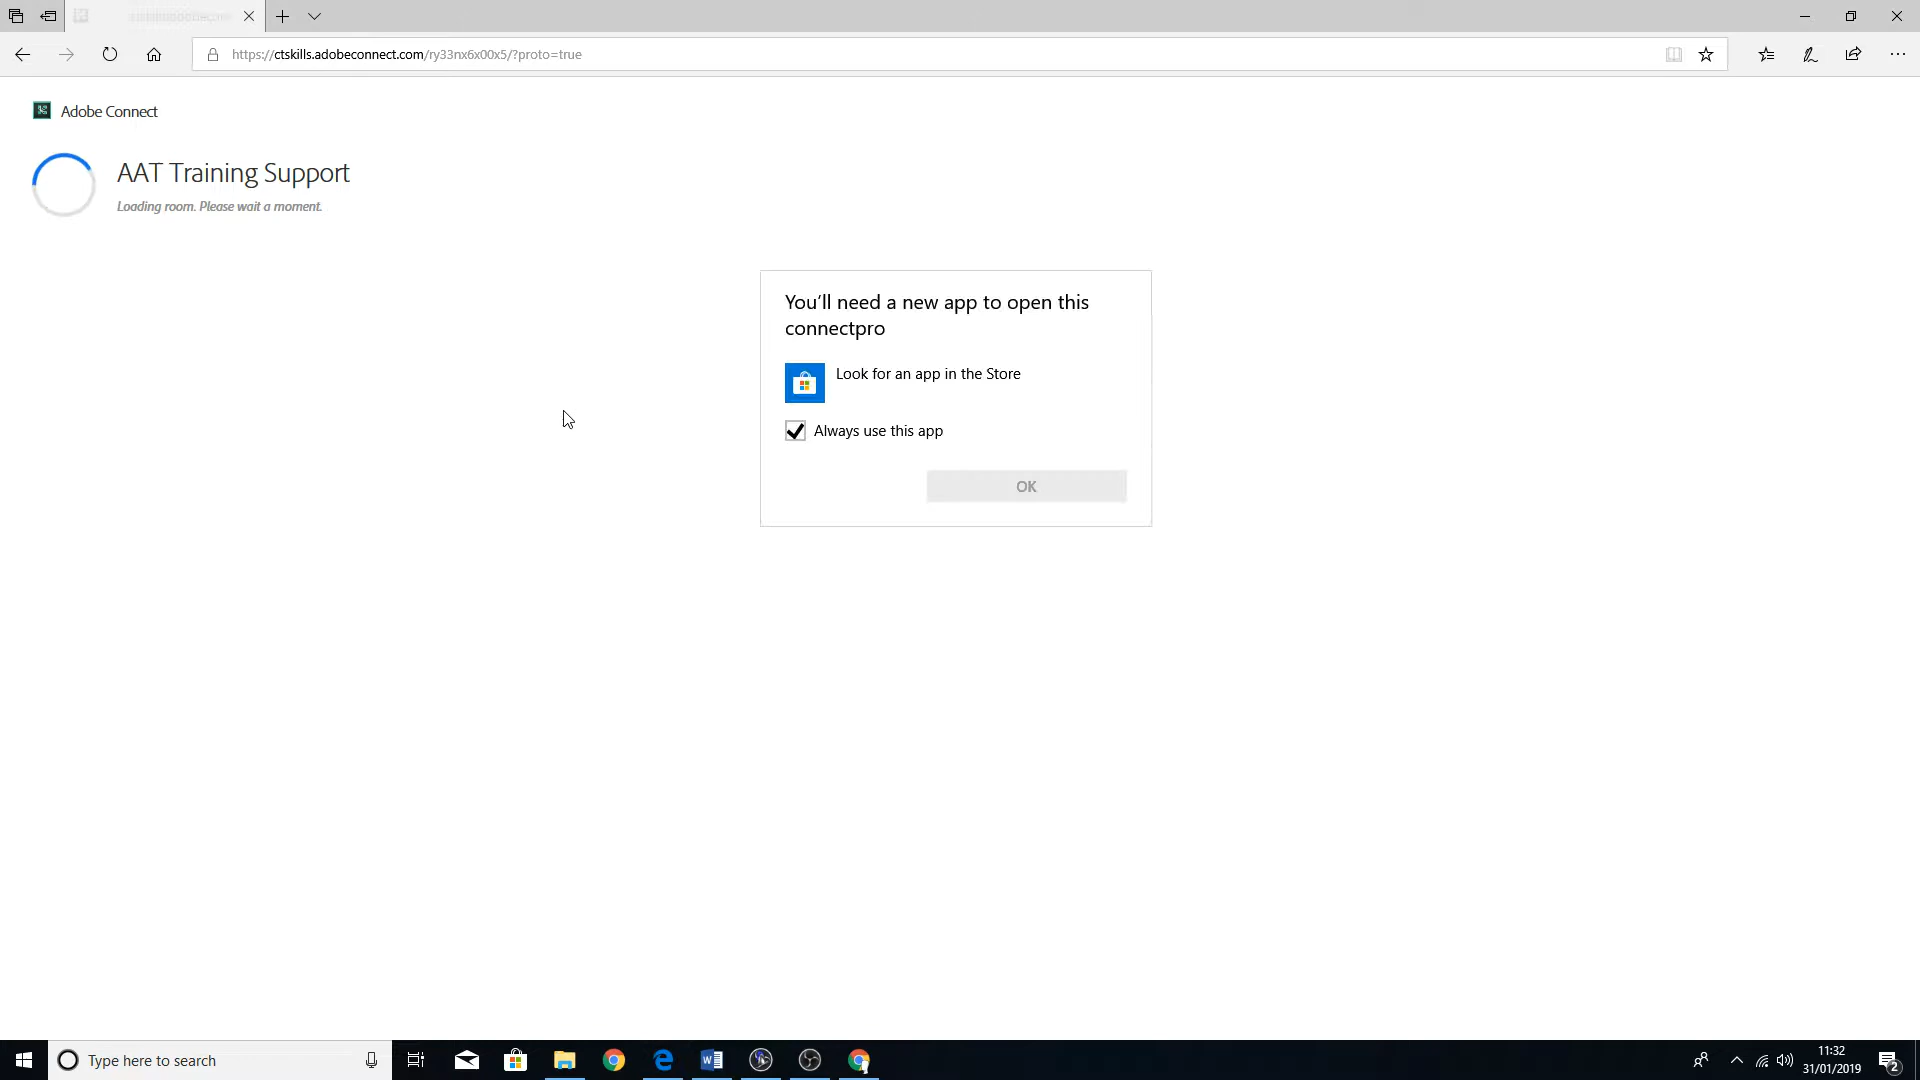 https://ctskills.adobeconnect.com/ry33nx6x00x5/?proto=true
Adobe Connect
AAT Training Support
Loading room. Please wait a moment.
You'll need a new app to open this
connectpro
Look for an app in the Store
Always use this app
OK
Type here to search
11:32
31/01/2019
2